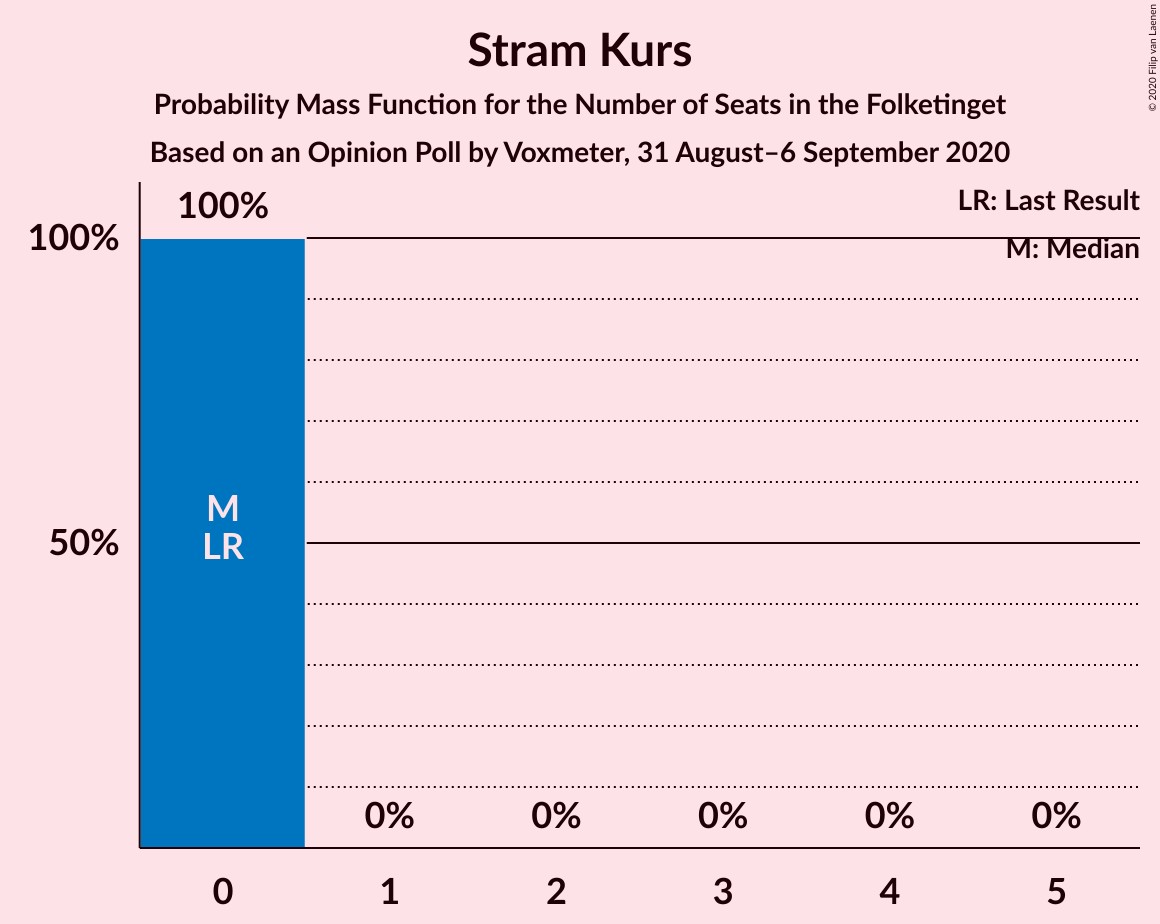 Stram Kurs
Probability Mass Function for the Number of Seats in the Folketinget
Based on an Opinion Poll by Voxmeter, 31 August–6 September 2020
© 2020 Filip van Laenen
LR: Last Result
M: Median
100%
100%
50%
M
LR
0%
0%
0%
0%
0%
0
1
2
3
4
5